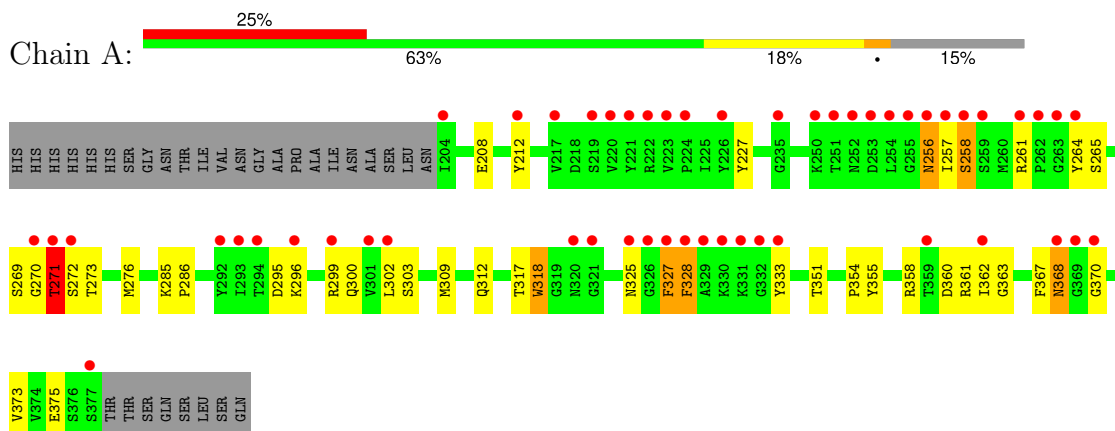 25%
Chain A:
63% 18% • 15%
HIS HIS HIS HIS HIS HIS SER GLY ASN THR ILE VAL ASN GLY ALA PRO ALA ILE ASN ALA SER LEU ASN I204 E208 Y212 V217 D218 S219 V220 Y221 R222 V223 P224 I225 Y226 Y227 G235 K250 T251 N252 D253 L254 G255 N256 I257 S258 S259 M260 R261 P262 G263 Y264 S265
S269 G270 T271 S272 T273 M276 K285 P286 Y292 I293 T294 D295 K296 R299 Q300 V301 L302 S303 M309 Q312 T317 W318 G319 N320 G321 N325 G326 F327 F328 A329 K330 K331 G332 Y333 T351 P354 Y355 R358 T359 D360 R361 I362 G363 F367 N368 G369 G370
V373 V374 E375 S376 S377 THR THR SER GLN SER LEU SER GLN